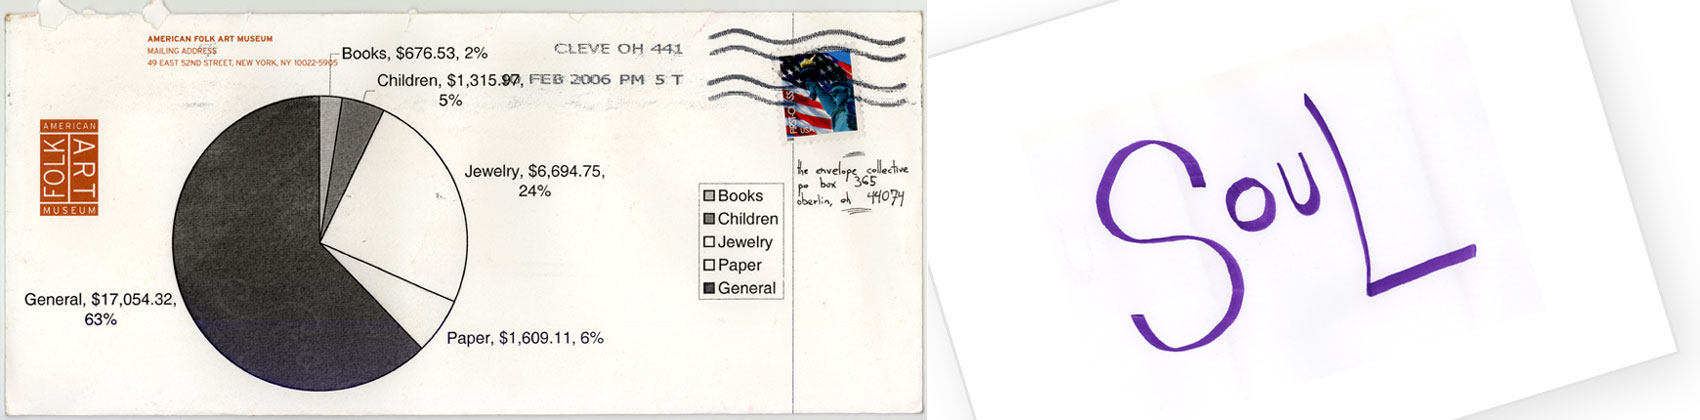 AMERICAN FOLK ART MUSEUM
MAILING ADDRESS
49 EAST 52ND STREET, NEW YORK, NY 10022-5905
CLEVE OH 441
FEB 2006 PM 5 T
Books, $676.53, 2%
Children, $1,315.97,
5%
Jewelry, $6,694.75,
24%
Paper, $1,609.11, 6%
General, $17,054.32,
63%
AMERICAN
FOLK
ART
MUSEUM
Books
Children
Jewelry
Paper
General
USA
the envelope collective
po box 365
oberlin, oh 44074
SouL